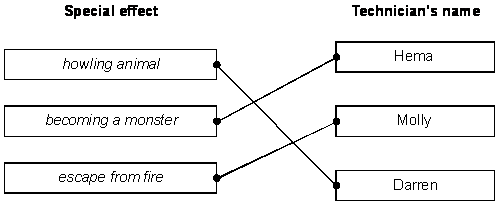 Special effect
Technician's name
howling animal
Hema
becoming a monster
Molly
escape from fire
Darren